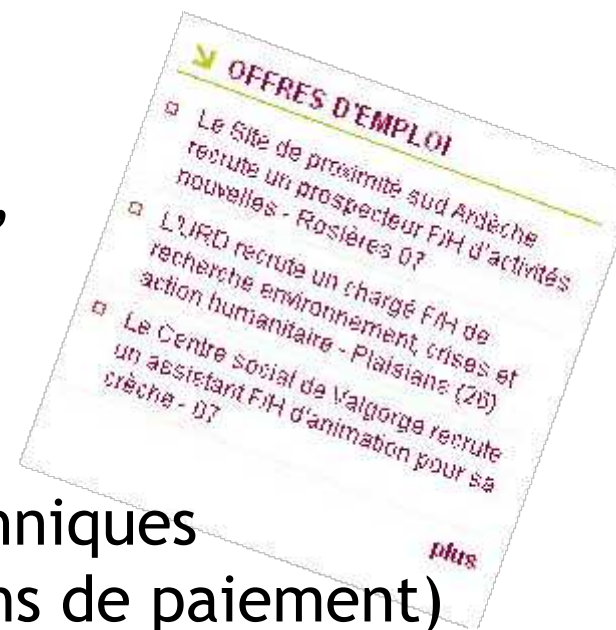 ,
OFFRES D'EMPLOI
Le Site de proximité sud Ardèche
recrute un prospecteur F/H d'activités
nouvelles - Rosières 07
L'URD recrute un chargé F/H de
recherche environnement, crises et
action humanitaire - Plaisians (26)
Le Centre social de Valgorge recrute
un assistant F/H d'animation pour sa
crèche - 07
plus
hniques
ns de paiement)